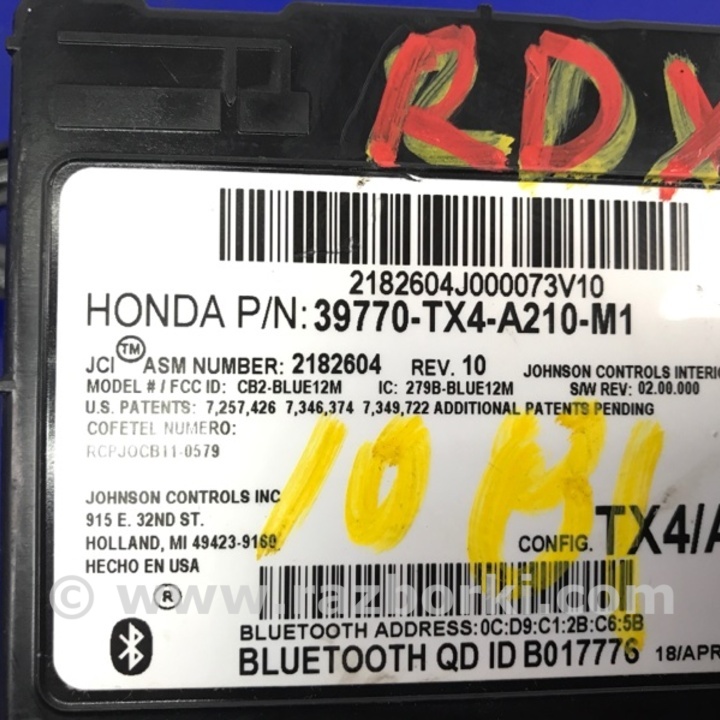 RDX
2182604J000073V10
HONDA P/N: 39770-TX4-A210-M1
JCI™ ASM NUMBER: 2182604 REV. 10 JOHNSON CONTROLS INTERI
MODEL # / FCC ID: CB2-BLUE12M IC: 279B-BLUE12M S/W REV: 02.00.000
U.S. PATENTS: 7,257,426 7,346,374 7,349,722 ADDITIONAL PATENTS PENDING
COFETEL NUMERO:
RCPJOCB11-0579
10
JOHNSON CONTROLS INC
915 E. 32ND ST.
HOLLAND, MI 49423-9160
HECHO EN USA
CONFIG. TX4/A
® 
© www.razborki.com
BLUETOOTH ADDRESS:0C:D9:C1:2B:C6:5B
BLUETOOTH QD ID B017776 18/APR